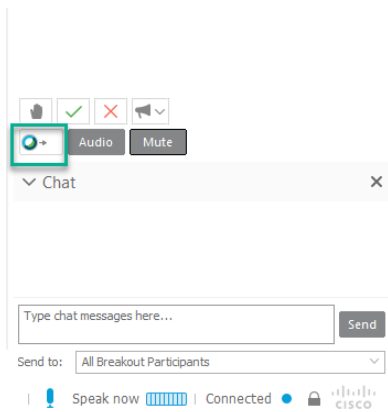 Audio Mute
Chat
Type chat messages here...
Send
Send to: All Breakout Participants
Speak now Connected CISCO